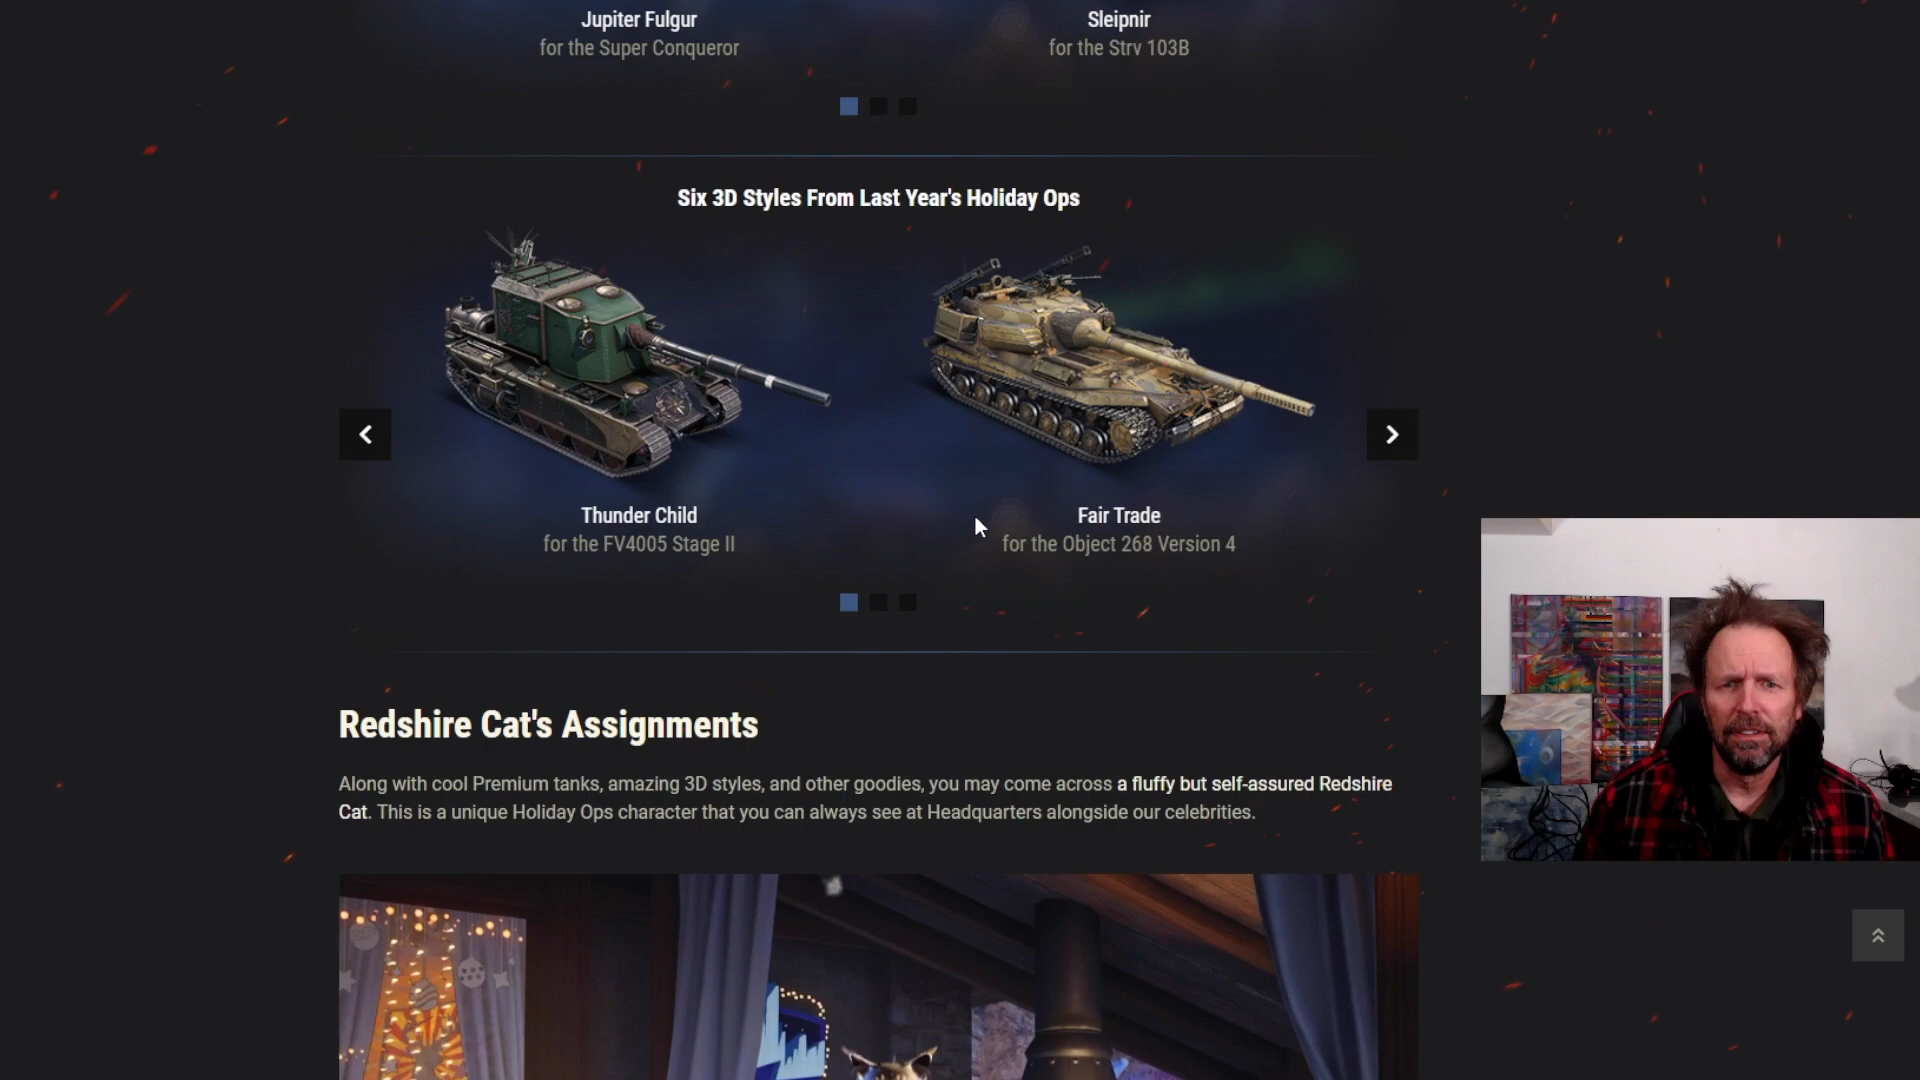 Jupiter Fulgur
for the Super Conqueror
Sleipnir
for the Strv 103B
Six 3D Styles From Last Year's Holiday Ops
Thunder Child
for the FV4005 Stage II
Fair Trade
for the Object 268 Version 4
Redshire Cat's Assignments
Along with cool Premium tanks, amazing 3D styles, and other goodies, you may come across a fluffy but self-assured Redshire
Cat. This is a unique Holiday Ops character that you can always see at Headquarters alongside our celebrities.